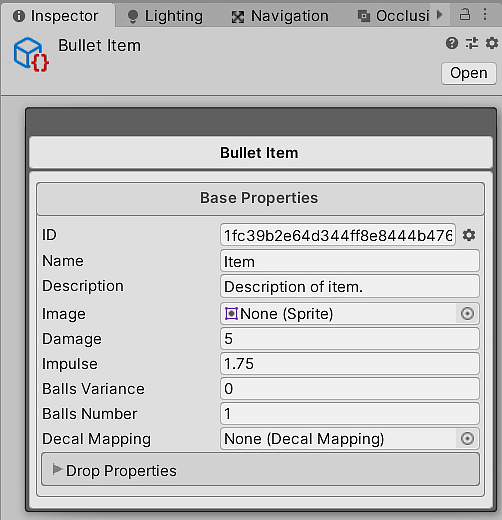 Inspector Lighting Navigation Occlusi
Bullet Item
Open
Bullet Item
Base Properties
ID 1fc39b2e64d344ff8e8444b476
Name Item
Description Description of item.
Image None (Sprite)
Damage 5
Impulse 1.75
Balls Variance 0
Balls Number 1
Decal Mapping None (Decal Mapping)
Drop Properties